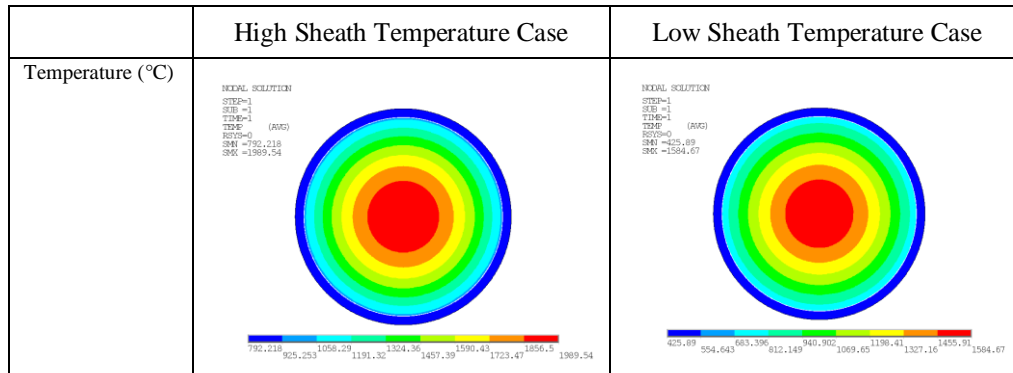 High Sheath Temperature Case
Low Sheath Temperature Case
Temperature (°C)
NODAL SOLUTION
STEP=1
SUB =1
TIME=1
TEMP (AVG)
RSYS=0
SMN =792.218
SMX =1989.54
792.218 1058.29 1324.36 1590.43 1856.5
925.253 1191.32 1457.39 1723.47 1989.54
NODAL SOLUTION
STEP=1
SUB =1
TIME=1
TEMP (AVG)
RSYS=0
SMN =425.89
SMX =1584.67
425.89 683.396 940.902 1198.41 1455.91
554.643 812.149 1069.65 1327.16 1584.67